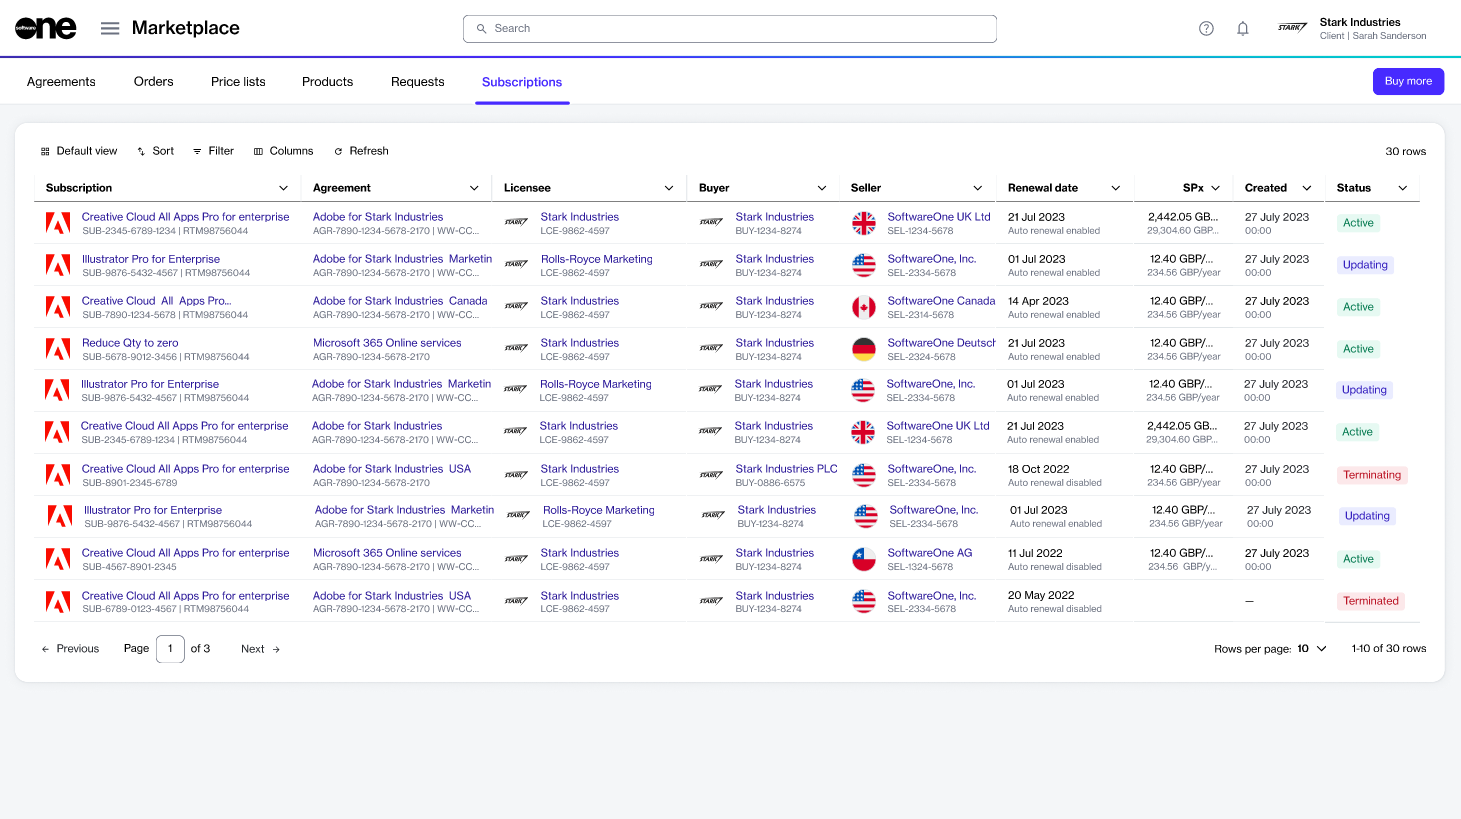 software one
Marketplace
Search
?
STARK
Stark Industries
Client | Sarah Sanderson
Agreements Orders Price lists Products Requests Subscriptions
Buy more
Default view Sort Filter Columns Refresh
30 rows
Subscription Agreement Licensee Buyer Seller Renewal date SPx Created Status
Creative Cloud All Apps Pro for enterprise Adobe for Stark Industries STARK Stark Industries STARK Stark Industries SoftwareOne UK Ltd 21 Jul 2023 2,442.05 GB... 27 July 2023 Active
SUB-2345-6789-1234 | RTM98756044 AGR-7890-1234-5678-2170 | WW-CC... LCE-9862-4597 BUY-1234-8274 SEL-1234-5678 Auto renewal enabled 29,304.60 GBP... 00:00
Illustrator Pro for Enterprise Adobe for Stark Industries Marketin STARK Rolls-Royce Marketing STARK Stark Industries SoftwareOne, Inc. 01 Jul 2023 12.40 GBP/... 27 July 2023 Updating
SUB-9876-5432-4567 | RTM98756044 AGR-7890-1234-5678-2170 | WW-CC... LCE-9862-4597 BUY-1234-8274 SEL-2334-5678 Auto renewal enabled 234.56 GBP/year 00:00
Creative Cloud All Apps Pro... Adobe for Stark Industries Canada STARK Stark Industries STARK Stark Industries SoftwareOne Canada 14 Apr 2023 12.40 GBP/... 27 July 2023 Active
SUB-7890-1234-5678 | RTM98756044 AGR-7890-1234-5678-2170 | WW-CC... LCE-9862-4597 BUY-1234-8274 SEL-2314-5678 Auto renewal enabled 234.56 GBP/year 00:00
Reduce Qty to zero Microsoft 365 Online services STARK Stark Industries STARK Stark Industries SoftwareOne Deutsch 21 Jul 2023 12.40 GBP/... 27 July 2023 Active
SUB-5678-9012-3456 | RTM98756044 AGR-7890-1234-5678-2170 LCE-9862-4597 BUY-1234-8274 SEL-2324-5678 Auto renewal enabled 234.56 GBP/year 00:00
Illustrator Pro for Enterprise Adobe for Stark Industries Marketin STARK Rolls-Royce Marketing STARK Stark Industries SoftwareOne, Inc. 01 Jul 2023 12.40 GBP/... 27 July 2023 Updating
SUB-9876-5432-4567 | RTM98756044 AGR-7890-1234-5678-2170 | WW-CC... LCE-9862-4597 BUY-1234-8274 SEL-2334-5678 Auto renewal enabled 234.56 GBP/year 00:00
Creative Cloud All Apps Pro for enterprise Adobe for Stark Industries STARK Stark Industries STARK Stark Industries SoftwareOne UK Ltd 21 Jul 2023 2,442.05 GB... 27 July 2023 Active
SUB-2345-6789-1234 | RTM98756044 AGR-7890-1234-5678-2170 | WW-CC... LCE-9862-4597 BUY-1234-8274 SEL-1234-5678 Auto renewal enabled 29,304.60 GBP... 00:00
Creative Cloud All Apps Pro for enterprise Adobe for Stark Industries USA STARK Stark Industries STARK Stark Industries PLC SoftwareOne, Inc. 18 Oct 2022 12.40 GBP/... 27 July 2023 Terminating
SUB-8901-2345-6789 AGR-7890-1234-5678-2170 LCE-9862-4597 BUY-0886-6575 SEL-2334-5678 Auto renewal disabled 234.56 GBP/year 00:00
Illustrator Pro for Enterprise Adobe for Stark Industries Marketin STARK Rolls-Royce Marketing STARK Stark Industries SoftwareOne, Inc. 01 Jul 2023 12.40 GBP/... 27 July 2023 Updating
SUB-9876-5432-4567 | RTM98756044 AGR-7890-1234-5678-2170 | WW-CC... LCE-9862-4597 BUY-1234-8274 SEL-2334-5678 Auto renewal enabled 234.56 GBP/year 00:00
Creative Cloud All Apps Pro for enterprise Microsoft 365 Online services STARK Stark Industries STARK Stark Industries SoftwareOne AG 11 Jul 2022 12.40 GBP/... 27 July 2023 Active
SUB-4567-8901-2345 AGR-7890-1234-5678-2170 | WW-CC... LCE-9862-4597 BUY-1234-8274 SEL-1324-5678 Auto renewal disabled 234.56 GBP/y... 00:00
Creative Cloud All Apps Pro for enterprise Adobe for Stark Industries USA STARK Stark Industries STARK Stark Industries SoftwareOne, Inc. 20 May 2022 — Terminated
SUB-6789-0123-4567 | RTM98756044 AGR-7890-1234-5678-2170 | WW-CC... LCE-9862-4597 BUY-1234-8274 SEL-2334-5678 Auto renewal disabled
← Previous Page 1 of 3 Next → Rows per page: 10 1-10 of 30 rows